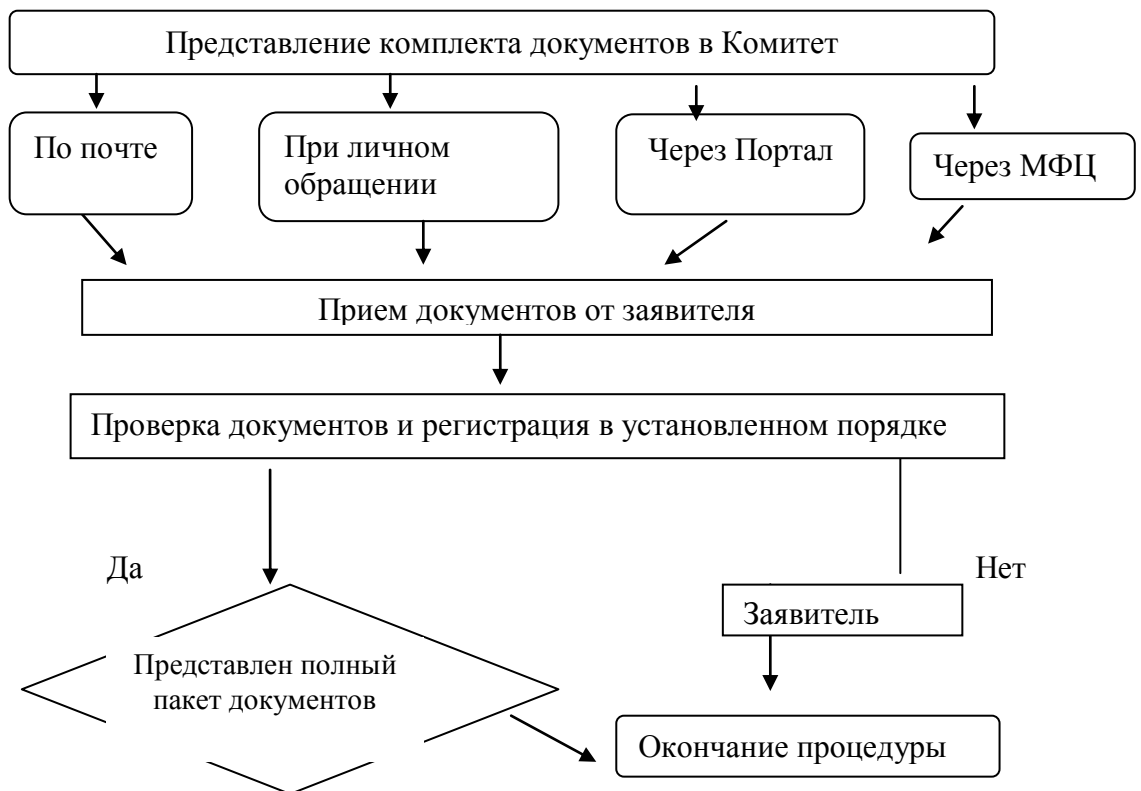 Представление комплекта документов в Комитет
По почте
При личном
обращении
Через Портал
Через МФЦ
Прием документов от заявителя
Проверка документов и регистрация в установленном порядке
Да
Нет
Заявитель
Представлен полный
пакет документов
Окончание процедуры